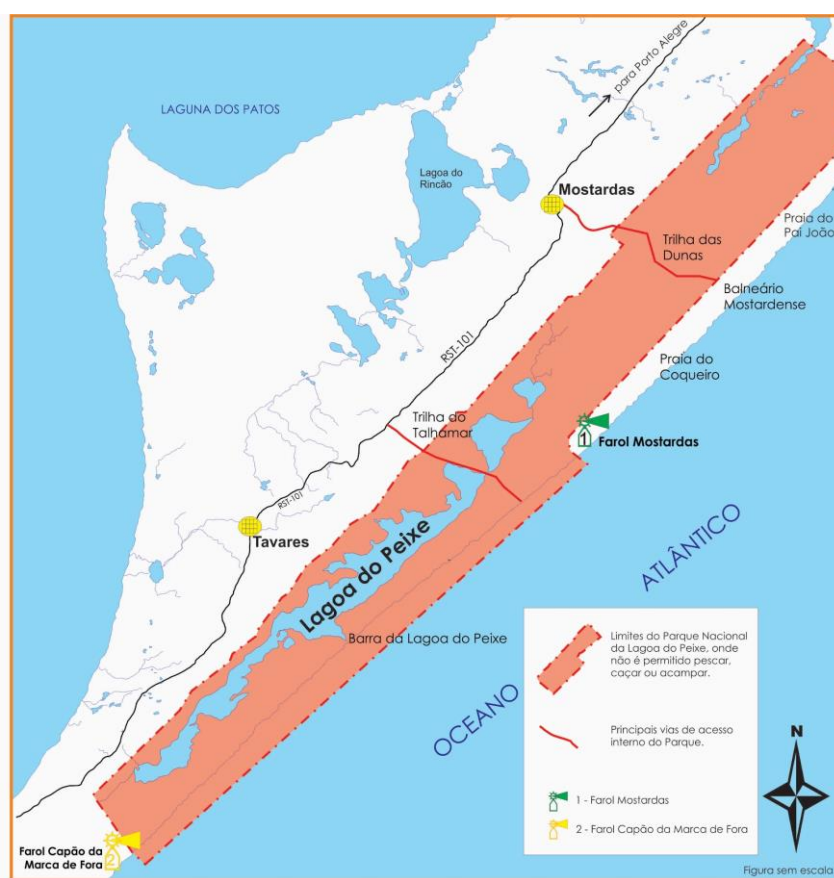 LAGUNA DOS PATOS
para Porto Alegre
Lagoa do
Rincão
Mostardas
Praia do
Pai João
Trilha das
Dunas
Balneário
Mostardense
RST-101
Praia do
Coqueiro
Trilha do
Talhamar
1
Farol Mostardas
RST-101
Tavares
Lagoa do Peixe
Barra da Lagoa do Peixe
OCEANO
ATLÂNTICO
Limites do Parque Nacional
da Lagoa do Peixe, onde
não é permitido pescar,
caçar ou acampar.
Principais vias de acesso
interno do Parque.
1 - Farol Mostardas
2 - Farol Capão da Marca de Fora
N
Farol Capão da
Marca de Fora
2
Figura sem escala